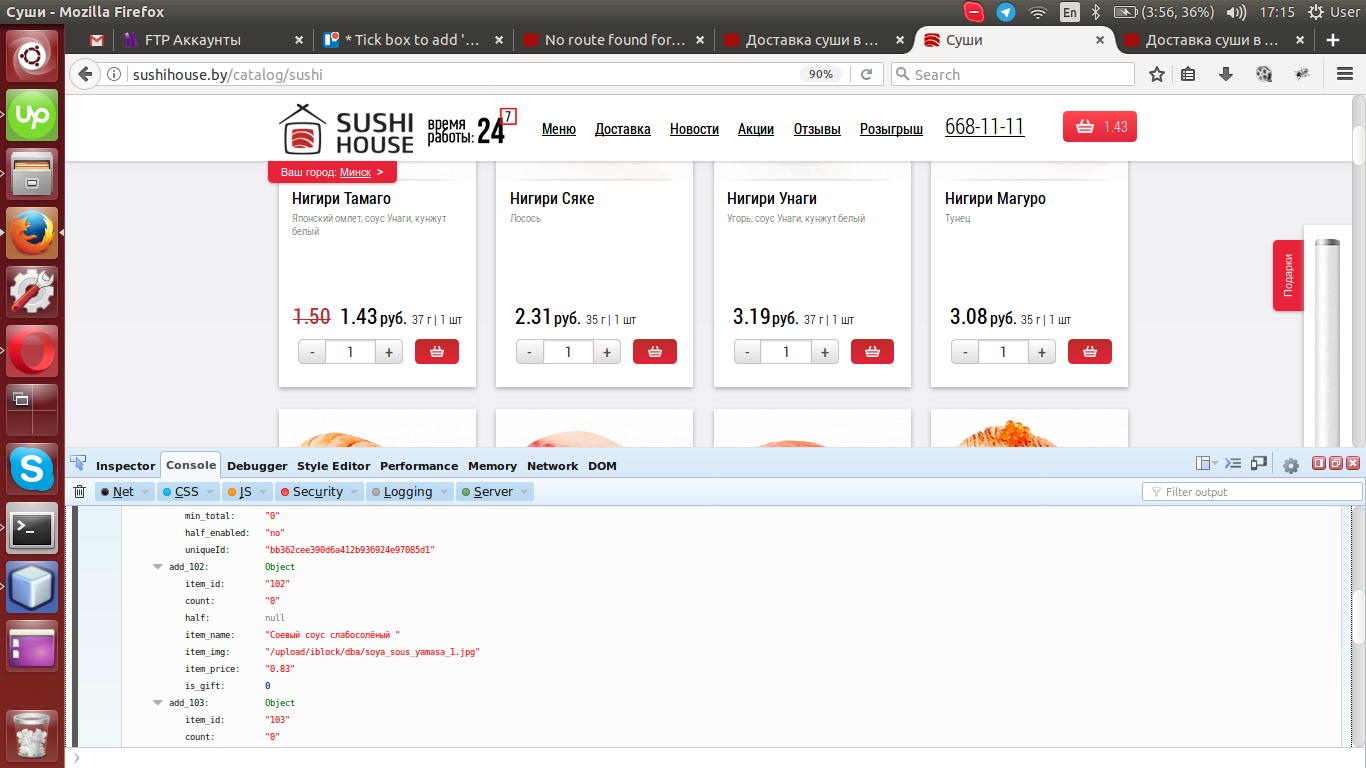 Суши - Mozilla Firefox
En
(3:56, 36%)
17:15
User
FTP Аккаунты
* Tick box to add '...
No route found for...
Доставка суши в ...
Суши
Доставка суши в ...
sushihouse.by/catalog/sushi
90%
Search
SUSHI HOUSE
время работы: 24 7
Меню
Доставка
Новости
Акции
Отзывы
Розыгрыш
668-11-11
1.43
Ваш город: Минск >
Нигири Тамаго
Японский омлет, соус Унаги, кунжут
белый
1.50 1.43 руб. 37 г | 1 шт
- 1 +
Нигири Сяке
Лосось
2.31 руб. 35 г | 1 шт
- 1 +
Нигири Унаги
Угорь, соус Унаги, кунжут белый
3.19 руб. 37 г | 1 шт
- 1 +
Нигири Магуро
Тунец
3.08 руб. 35 г | 1 шт
- 1 +
Подарки
Inspector
Console
Debugger
Style Editor
Performance
Memory
Network
DOM
Net
CSS
JS
Security
Logging
Server
Filter output
min_total: "0"
half_enabled: "no"
uniqueId: "bb362cee390d6a412b936924e97085d1"
add_102: Object
item_id: "102"
count: "0"
half: null
item_name: "Соевый соус слабосолёный "
item_img: "/upload/iblock/dba/soya_sous_yamasa_1.jpg"
item_price: "0.83"
is_gift: 0
add_103: Object
item_id: "103"
count: "0"